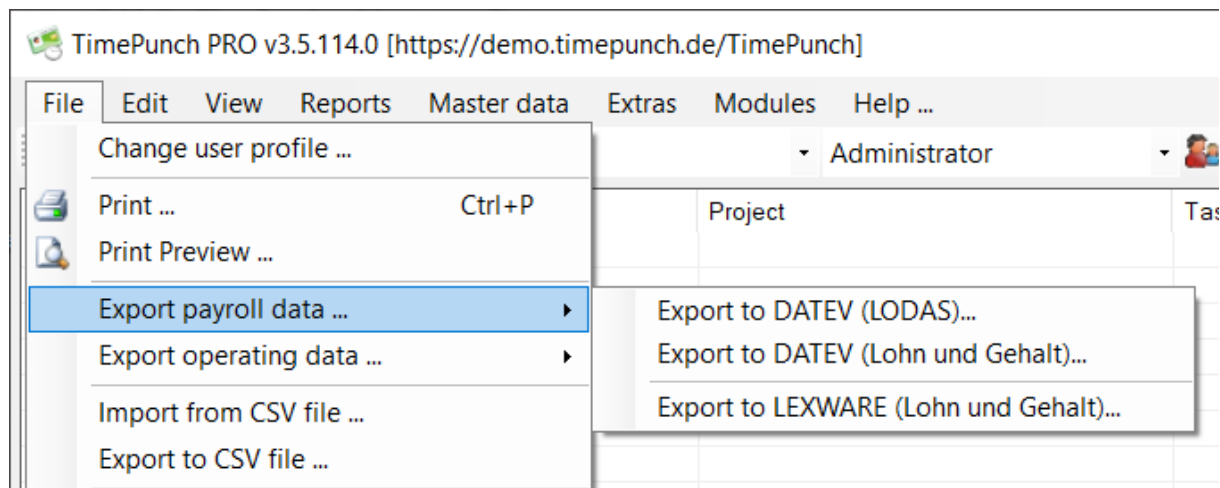 TimePunch PRO v3.5.114.0 [https://demo.timepunch.de/TimePunch]
File Edit View Reports Master data Extras Modules Help ...
Change user profile ...
Administrator
Print ... Ctrl+P
Project
Print Preview ...
Export payroll data ...
Export to DATEV (LODAS)...
Export to DATEV (Lohn und Gehalt)...
Export to LEXWARE (Lohn und Gehalt)...
Export operating data ...
Import from CSV file ...
Export to CSV file ...